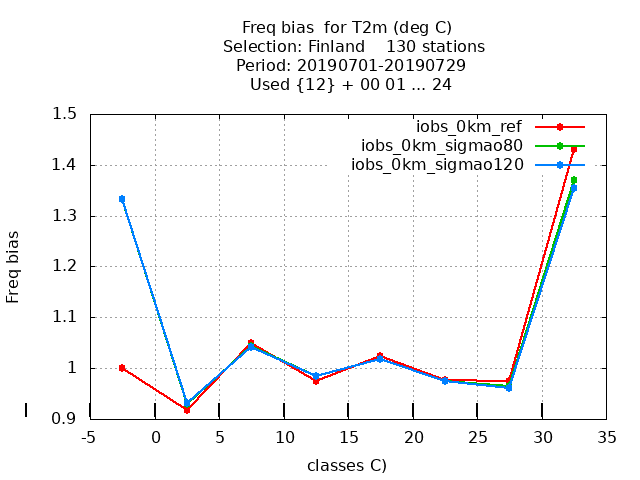 Freq bias  for T2m (deg C)
Selection: Finland    130 stations
Period: 20190701-20190729
Used {12} + 00 01 ... 24
1.5
iobs_0km_ref
iobs_0km_sigmao80
1.4
iobs_0km_sigmao120
1.3
1.2
Freq bias
1.1
1
0.9
-5 0 5 10 15 20 25 30 35
classes C)